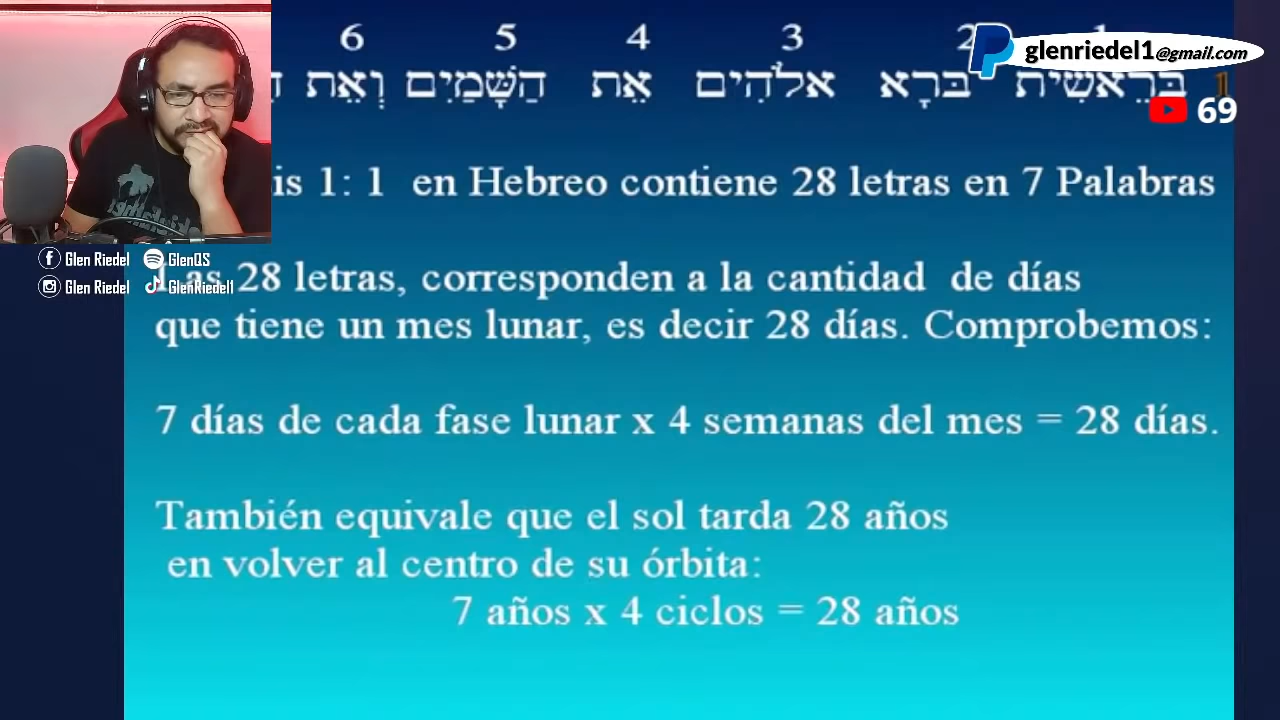 6 5 4 3 2
בְּרֵאשִׁית בָּרָא אֱלֹהִים אֵת הַשָּׁמַיִם וְאֵת 1
glenriedel1@gmail.com
69
is 1: 1 en Hebreo contiene 28 letras en 7 Palabras
Glen Riedel GlenQS
Glen Riedel GlenRiedel1
Las 28 letras, corresponden a la cantidad de días
que tiene un mes lunar, es decir 28 días. Comprobemos:
7 días de cada fase lunar x 4 semanas del mes = 28 días.
También equivale que el sol tarda 28 años
en volver al centro de su órbita:
7 años x 4 ciclos = 28 años